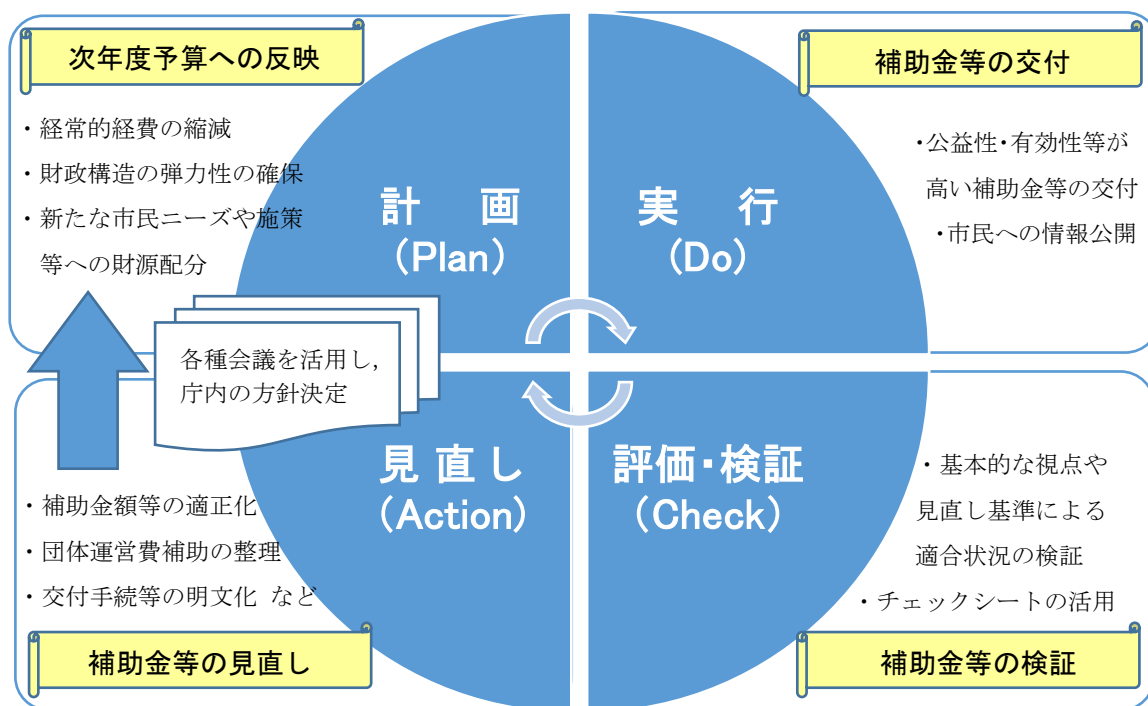 次年度予算への反映
・経常的経費の縮減
・財政構造の弾力性の確保
・新たな市民ニーズや施策
等への財源配分
計　画
(Plan)
補助金等の交付
・公益性・有効性等が
高い補助金等の交付
・市民への情報公開
実　行
(Do)
各種会議を活用し,
庁内の方針決定
見 直 し
(Action)
・補助金額等の適正化
・団体運営費補助の整理
・交付手続等の明文化 など
補助金等の見直し
評価・検証
(Check)
・基本的な視点や
見直し基準による
適合状況の検証
・チェックシートの活用
補助金等の検証